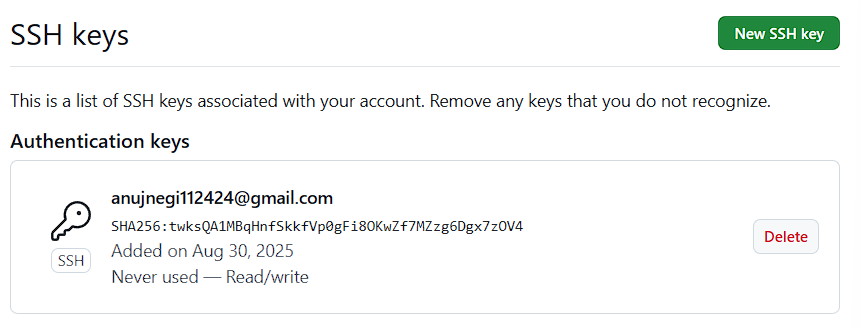 SSH keys
New SSH key
This is a list of SSH keys associated with your account. Remove any keys that you do not recognize.
Authentication keys
anujnegi112424@gmail.com
SHA256:twksQA1MBqHnfSkkfVp0gFi8OKwZf7MZzg6Dgx7zOV4
Added on Aug 30, 2025
Never used — Read/write
SSH
Delete